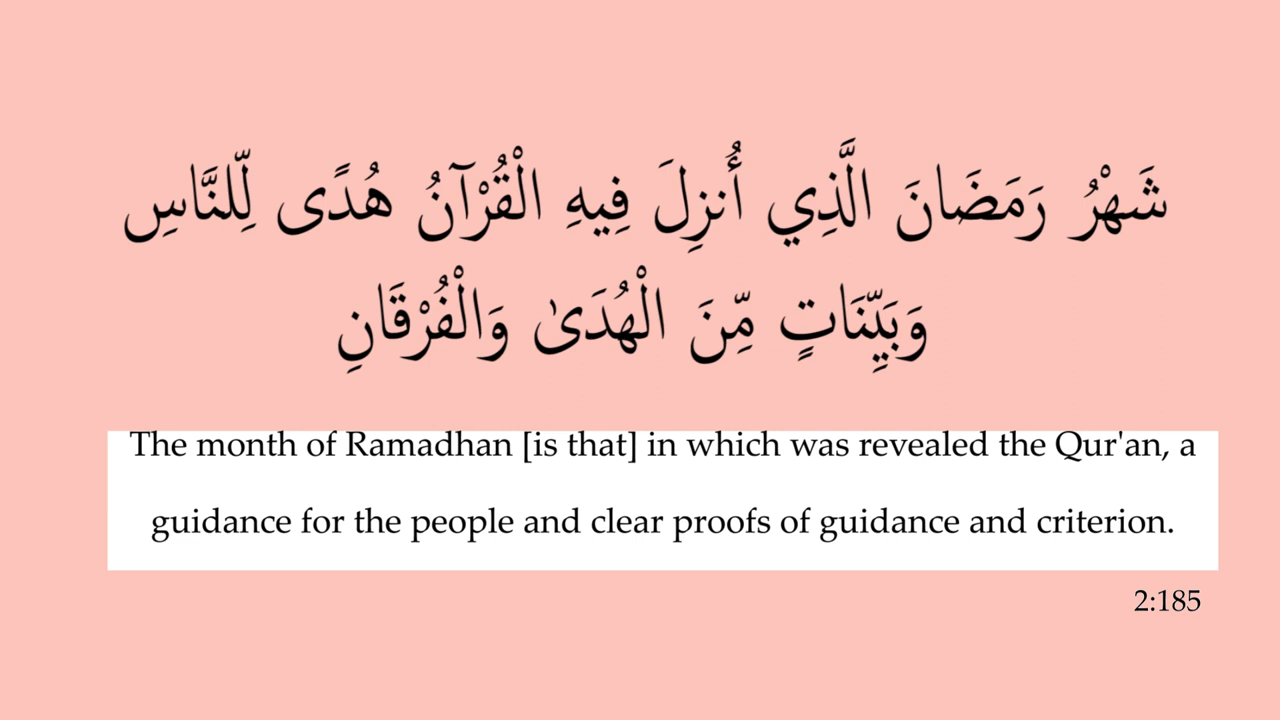 شَهْرُ رَمَضَانَ الَّذِي أُنزِلَ فِيهِ الْقُرْآنُ هُدًى لِّلنَّاسِ
وَبَيِّنَاتٍ مِّنَ الْهُدَىٰ وَالْفُرْقَانِ
The month of Ramadhan [is that] in which was revealed the Qur'an, a
guidance for the people and clear proofs of guidance and criterion.
2:185